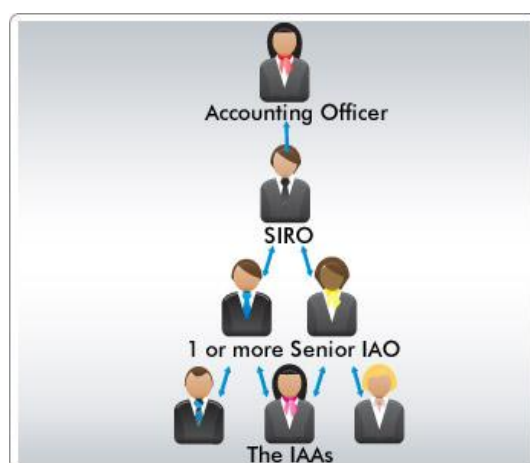 Accounting Officer
SIRO
1 or more Senior IAO
The IAAs